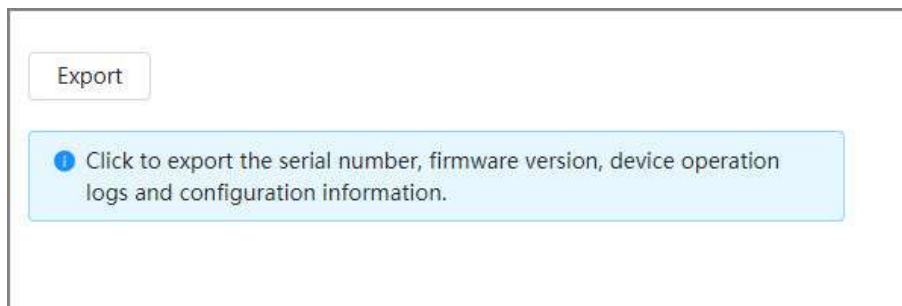 Export
Click to export the serial number, firmware version, device operation
logs and configuration information.